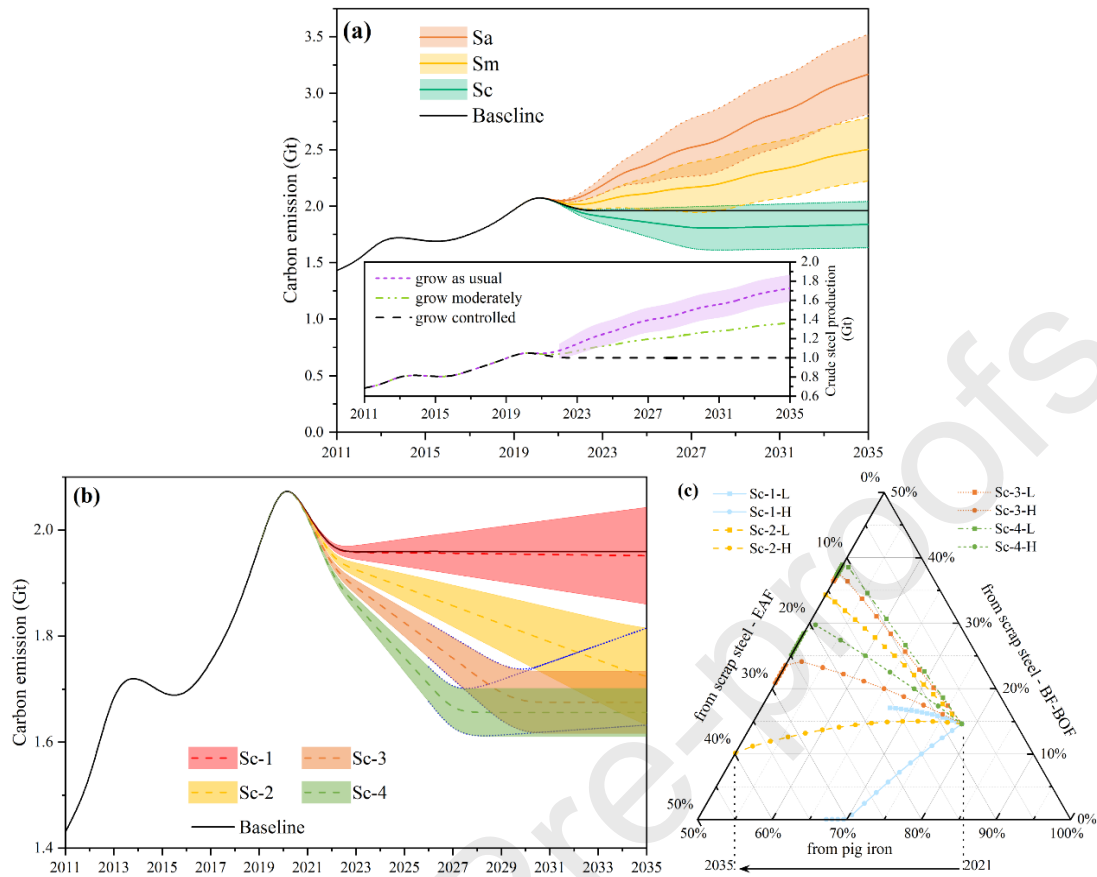 (a)
Sa
Sm
Sc
Baseline
Carbon emission (Gt)
3.5
3.0
2.5
2.0
1.5
1.0
0.5
0.0
2011 2015 2019 2023 2027 2031 2035
grow as usual
grow moderately
grow controlled
Crude steel production
(Gt)
2.0
1.8
1.6
1.4
1.2
1.0
0.8
0.6
2011 2015 2019 2023 2027 2031 2035
(b)
Carbon emission (Gt)
2.0
1.8
1.6
1.4
Sc-1 Sc-3
Sc-2 Sc-4
Baseline
2011 2013 2015 2017 2019 2021 2023 2025 2027 2029 2031 2033 2035
(c)
Sc-1-L
Sc-1-H
Sc-2-L
Sc-2-H
Sc-3-L
Sc-3-H
Sc-4-L
Sc-4-H
from scrap steel - EAF
0%
10%
20%
30%
40%
50%
from scrap steel - BF-BOF
50%
40%
30%
20%
10%
0%
50% 60% 70% 80% 90% 100%
from pig iron
2035 2021
pre-proofs